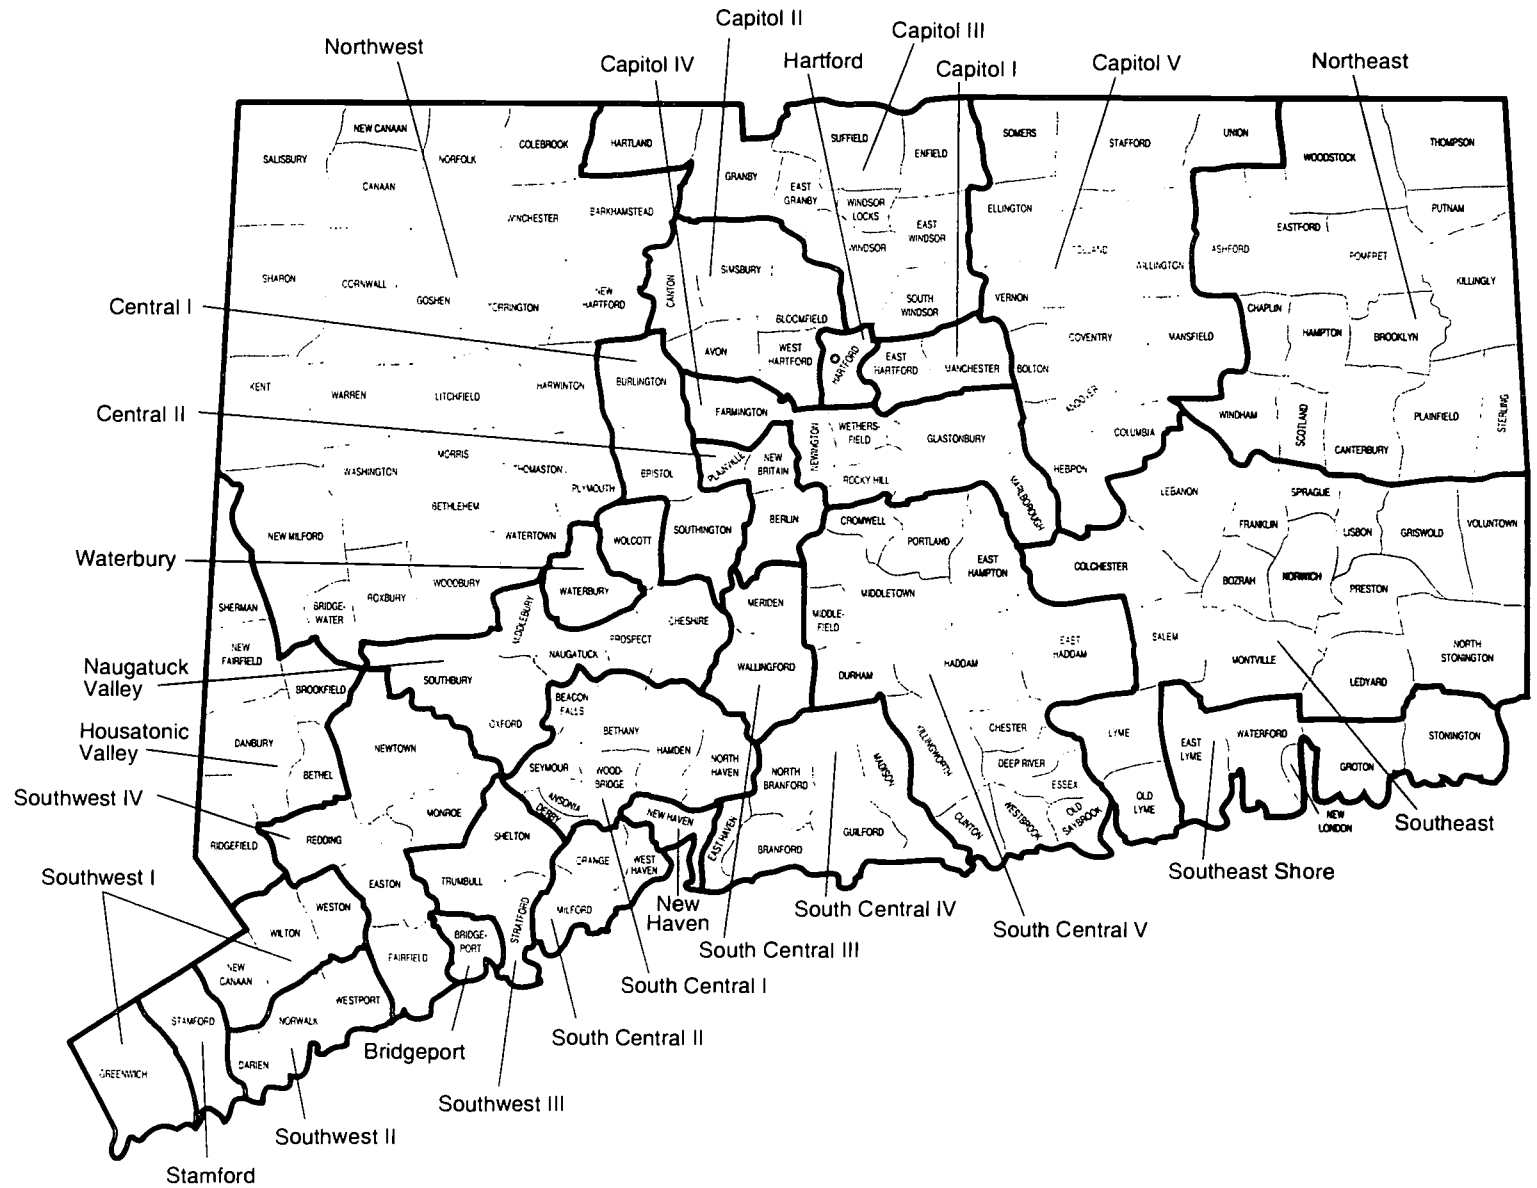 Capitol II
Capitol III
Northwest
Capitol IV
Hartford
Capitol I
Capitol V
Northeast
NEW CANAAN
COLEBROOK
HARTLAND
SUFFIELD
ENFIELD
SOMERS
STAFFORD
UNION
WOODSTOCK
THOMPSON
SALISBURY
NORFOLK
CANAAN
GRANBY
EAST
GRANBY
WINDSOR
LOCKS
WINCHESTER
BARKHAMSTEAD
ELLINGTON
PUTNAM
EAST
WINDSOR
WINDSOR
EASTFORD
ASHFORD
POMFRET
TOLLAND
WILLINGTON
KILLINGLY
SHARON
CORNWALL
GOSHEN
TORRINGTON
NEW
HARTFORD
CANTON
SIMSBURY
SOUTH
WINDSOR
VERNON
CHAPLIN
HAMPTON
BROOKLYN
Central I
BLOOMFIELD
AVON
WEST
HARTFORD
HARTFORD
EAST
HARTFORD
MANCHESTER
BOLTON
COVENTRY
MANSFIELD
KENT
WARREN
LITCHFIELD
HARWINTON
BURLINGTON
ANDOVER
Central II
FARMINGTON
NEWINGTON
WETHERS-
FIELD
GLASTONBURY
COLUMBIA
WINDHAM
SCOTLAND
CANTERBURY
PLAINFIELD
STERLING
WASHINGTON
MORRIS
THOMASTON
PLYMOUTH
BRISTOL
PLAINVILLE
NEW
BRITAIN
ROCKY HILL
MARLBOROUGH
HEBRON
LEBANON
SPRAGUE
BETHLEHEM
NEW MILFORD
WATERTOWN
WOLCOTT
SOUTHINGTON
BERLIN
CROMWELL
PORTLAND
EAST
HAMPTON
FRANKLIN
LISBON
GRISWOLD
VOLUNTOWN
Waterbury
WOODBURY
ROXBURY
WATERBURY
COLCHESTER
BOZRAH
NORWICH
PRESTON
SHERMAN
BRIDGE-
WATER
MIDDLEBURY
PROSPECT
CHESHIRE
MERIDEN
MIDDLE-
FIELD
MIDDLETOWN
NEW
FAIRFIELD
Naugatuck
Valley
NAUGATUCK
WALLINGFORD
DURHAM
HADDAM
EAST
HADDAM
SALEM
MONTVILLE
LEDYARD
NORTH
STONINGTON
BROOKFIELD
SOUTHBURY
OXFORD
BEACON
FALLS
BETHANY
Housatonic
Valley
DANBURY
BETHEL
NEWTOWN
HAMDEN
NORTH
HAVEN
KILLINGWORTH
CHESTER
DEEP RIVER
ESSEX
LYME
EAST
LYME
WATERFORD
GROTON
STONINGTON
SEYMOUR
WOOD-
BRIDGE
ANSONIA
DERBY
NORTH
BRANFORD
MADISON
Southwest IV
MONROE
SHELTON
NEW HAVEN
EAST HAVEN
BRANFORD
GUILFORD
CLINTON
WESTBROOK
OLD
SAYBROOK
OLD
LYME
NEW
LONDON
Southeast
RIDGEFIELD
REDDING
ORANGE
WEST
HAVEN
Southwest I
EASTON
TRUMBULL
Southeast Shore
WESTON
WILTON
STRATFORD
MILFORD
New
Haven
South Central IV
BRIDGE-
PORT
South Central V
South Central III
FAIRFIELD
NEW
CANAAN
South Central I
WESTPORT
STAMFORD
NORWALK
South Central II
Bridgeport
DARIEN
GREENWICH
Southwest III
Southwest II
Stamford